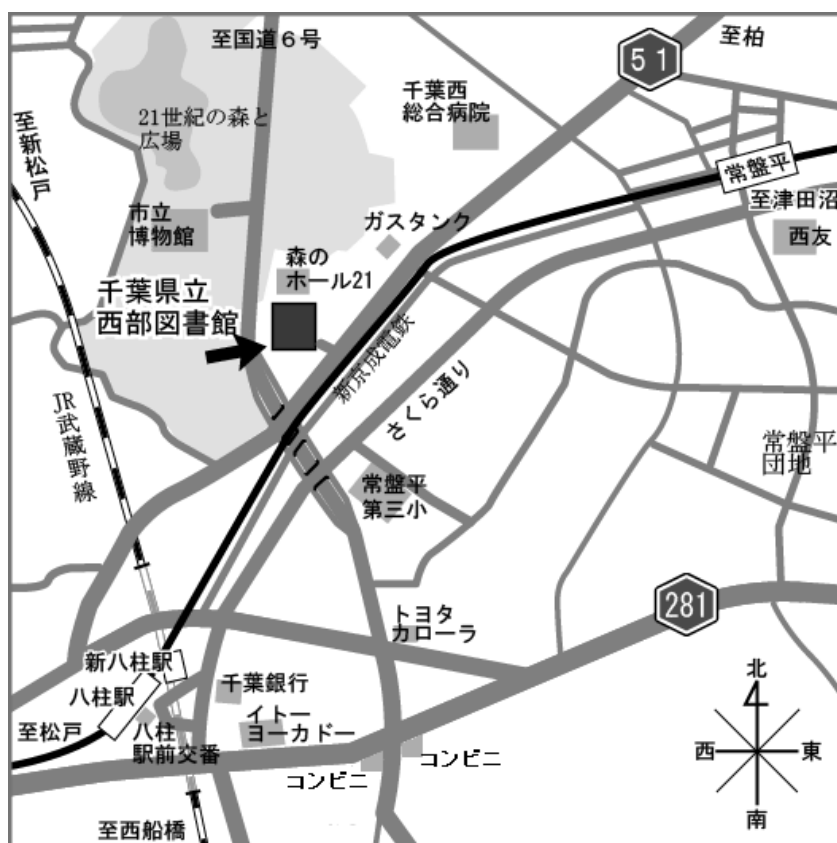 至国道６号
51
至柏
千葉西
総合病院
21世紀の森と
広場
至新松戸
常盤平
至津田沼
市立
博物館
ガスタンク
西友
森の
ホール21
千葉県立
西部図書館
新京成電鉄
さくら通り
JR武蔵野線
常盤平
団地
常盤平
第三小
281
トヨタ
カローラ
新八柱駅
八柱駅
千葉銀行
至松戸
八柱
駅前交番
イトー
ヨーカドー
コンビニ
コンビニ
北
西
東
南
至西船橋